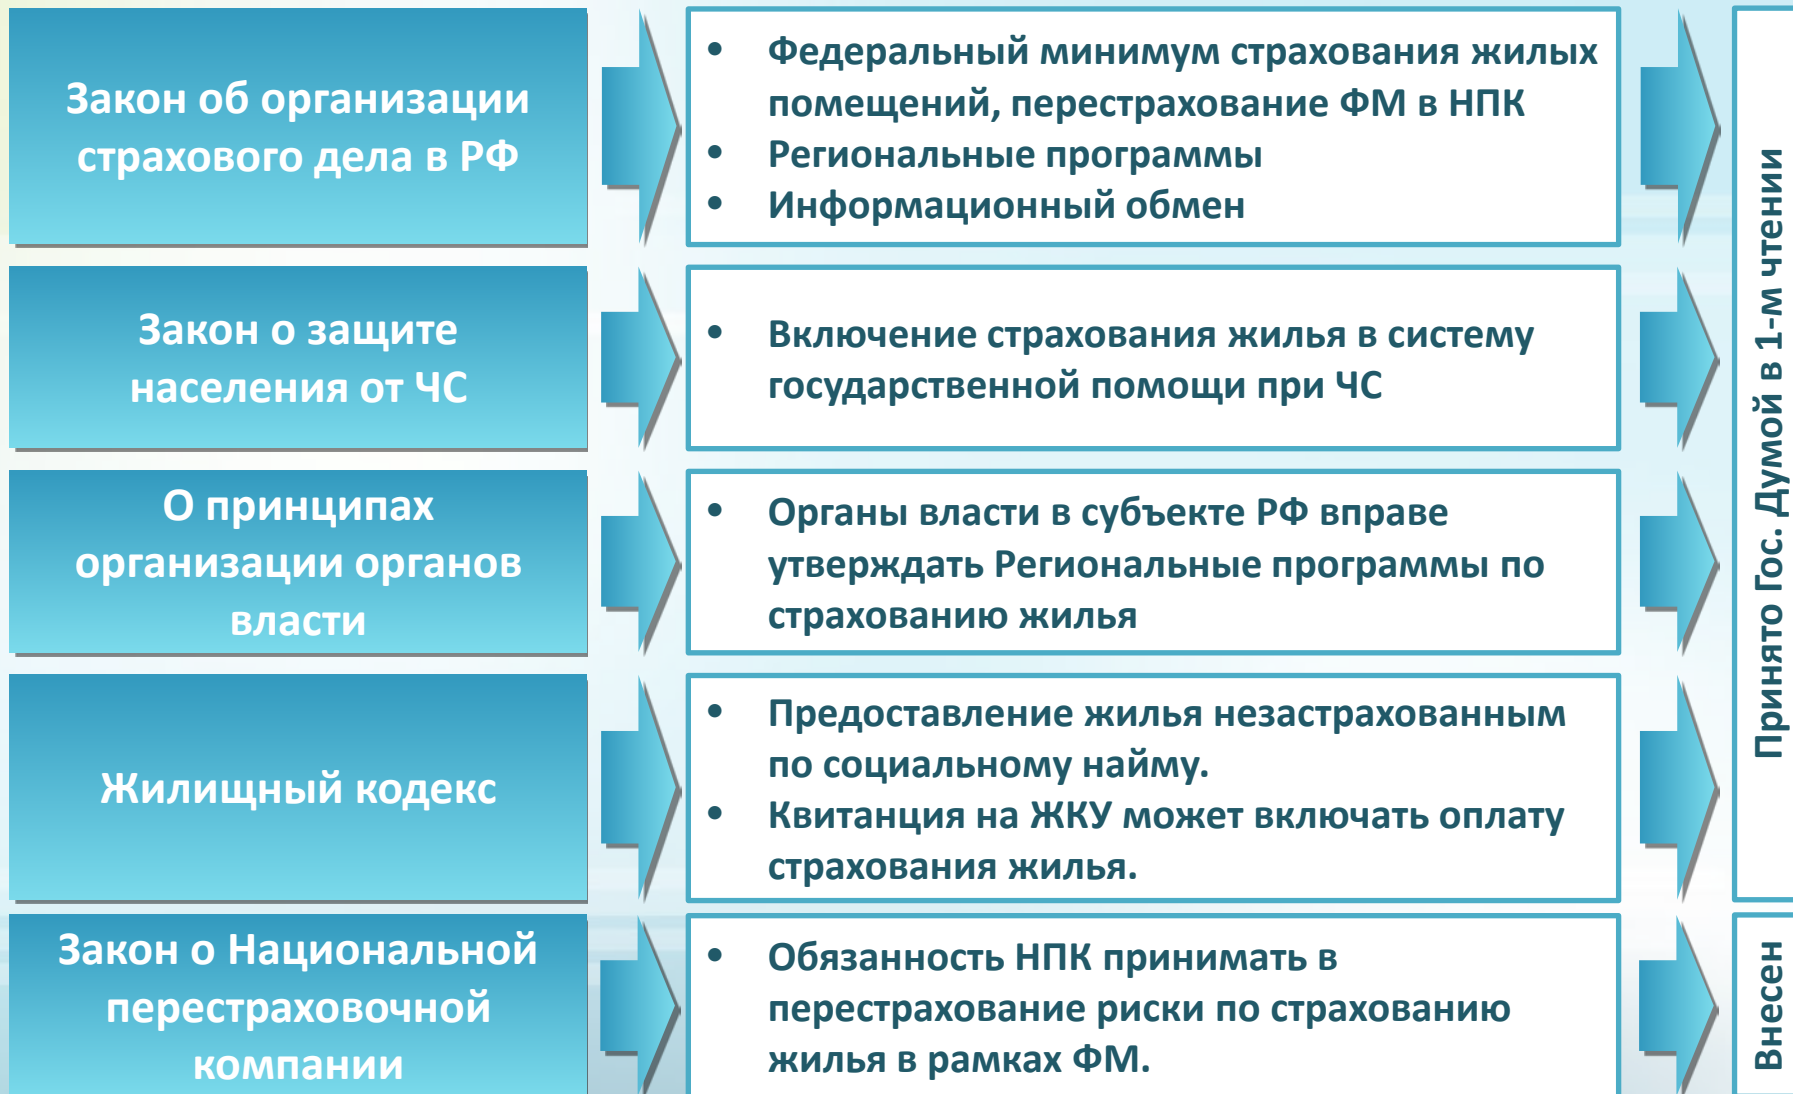 Закон об организации
страхового дела в РФ
• Федеральный минимум страхования жилых
помещений, перестрахование ФМ в НПК
• Региональные программы
• Информационный обмен
Закон о защите
населения от ЧС
• Включение страхования жилья в систему
государственной помощи при ЧС
О принципах
организации органов
власти
• Органы власти в субъекте РФ вправе
утверждать Региональные программы по
страхованию жилья
Жилищный кодекс
• Предоставление жилья незастрахованным
по социальному найму.
• Квитанция на ЖКУ может включать оплату
страхования жилья.
Принято Гос. Думой в 1-м чтении
Закон о Национальной
перестраховочной
компании
• Обязанность НПК принимать в
перестрахование риски по страхованию
жилья в рамках ФМ.
Внесен